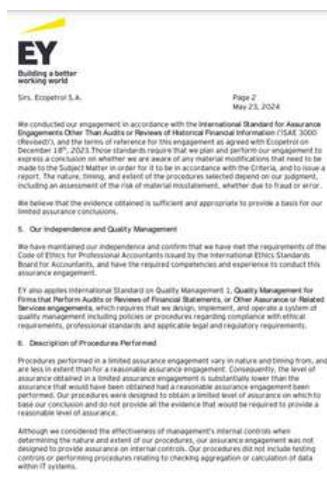 EY
Building a better
working world
Sirs. Ecopetrol S.A.
Page 2
May 23, 2024
We conducted our engagement in accordance with the International Standard for Assurance
Engagements Other Than Audits or Reviews of Historical Financial Information ('ISAE 3000
(Revised)'), and the terms of reference for this engagement as agreed with Ecopetrol on
December 18th, 2023. Those standards require that we plan and perform our engagement to
express a conclusion on whether we are aware of any material modifications that need to be
made to the Subject Matter in order for it to be in accordance with the Criteria, and to issue a
report. The nature, timing, and extent of the procedures selected depend on our judgment,
including an assessment of the risk of material misstatement, whether due to fraud or error.
We believe that the evidence obtained is sufficient and appropriate to provide a basis for our
limited assurance conclusions.
5. Our Independence and Quality Management
We have maintained our independence and confirm that we have met the requirements of the
Code of Ethics for Professional Accountants issued by the International Ethics Standards
Board for Accountants, and have the required competencies and experience to conduct this
assurance engagement.
EY also applies International Standard on Quality Management 1, Quality Management for
Firms that Perform Audits or Reviews of Financial Statements, or Other Assurance or Related
Services engagements, which requires that we design, implement, and operate a system of
quality management including policies or procedures regarding compliance with ethical
requirements, professional standards and applicable legal and regulatory requirements.
6. Description of Procedures Performed
Procedures performed in a limited assurance engagement vary in nature and timing from, and
are less in extent than for a reasonable assurance engagement. Consequently, the level of
assurance obtained in a limited assurance engagement is substantially lower than the
assurance that would have been obtained had a reasonable assurance engagement been
performed. Our procedures were designed to obtain a limited level of assurance on which to
base our conclusion and do not provide all the evidence that would be required to provide a
reasonable level of assurance.
Although we considered the effectiveness of management's internal controls when
determining the nature and extent of our procedures, our assurance engagement was not
designed to provide assurance on internal controls. Our procedures did not include testing
controls or performing procedures relating to checking aggregation or calculation of data
within IT systems.